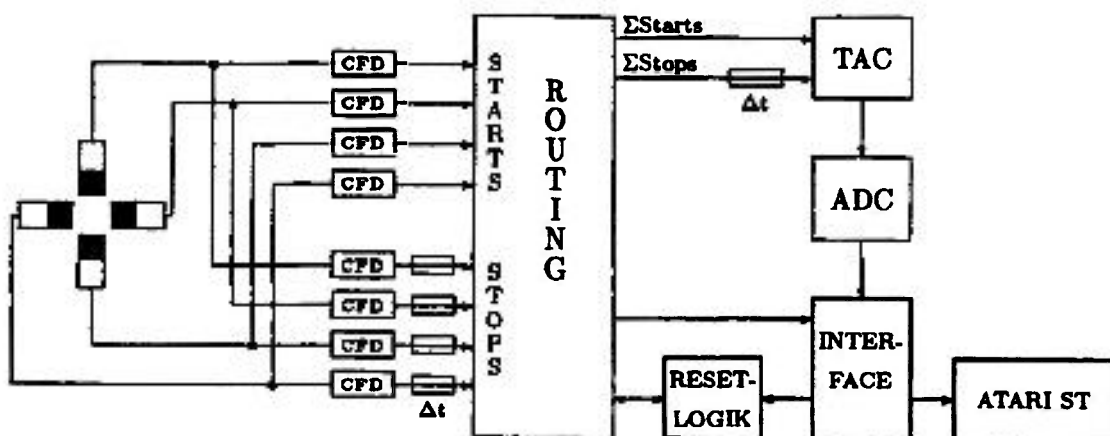 CFD
CFD
CFD
CFD
STARTS
CFD
CFD
CFD
CFD
Δt
STOPS
ROUTING
ΣStarts
ΣStops
Δt
TAC
ADC
INTER-
FACE
RESET-
LOGIK
ATARI ST